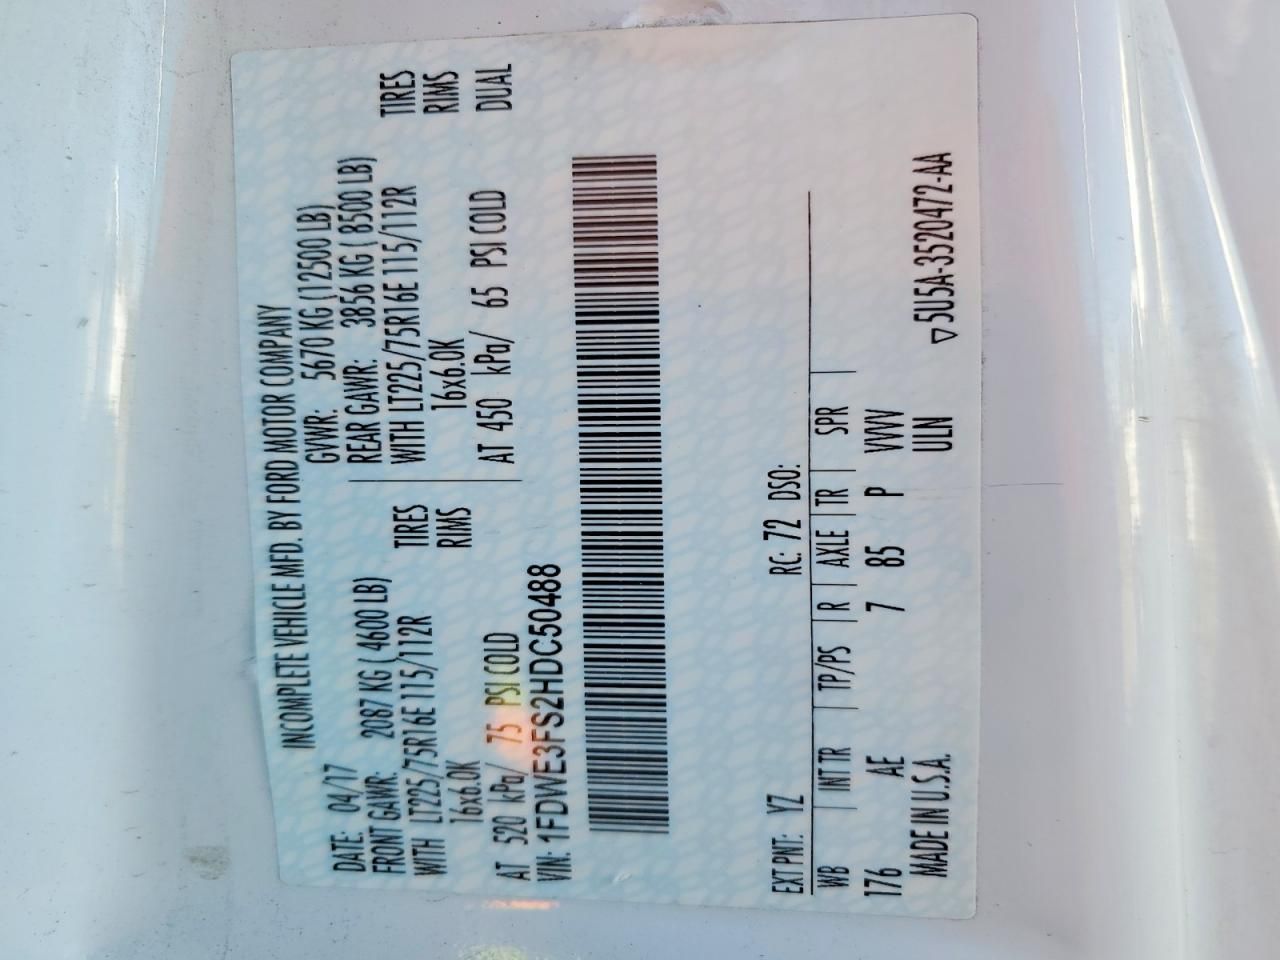 INCOMPLETE VEHICLE MFD. BY FORD MOTOR COMPANY
DATE: 04/17 GVWR: 5670 KG (12500 LB)
FRONT GAWR: 2087 KG ( 4600 LB) REAR GAWR: 3856 KG ( 8500 LB)
WITH LT225/75R16E 115/112R TIRES WITH LT225/75R16E 115/112R TIRES
16x6.0K RIMS 16x6.0K RIMS
AT 520 kPa/ 75 PSI COLD AT 450 kPa/ 65 PSI COLD DUAL
VIN: 1FDWE3FS2HDC50488
EXT PNT: YZ RC: 72 DSO:
WB | INT TR | TP/PS | R | AXLE | TR | SPR |
176 AE 7 85 P VVVV
MADE IN U.S.A. ULN ▽5U5A-3520472-AA